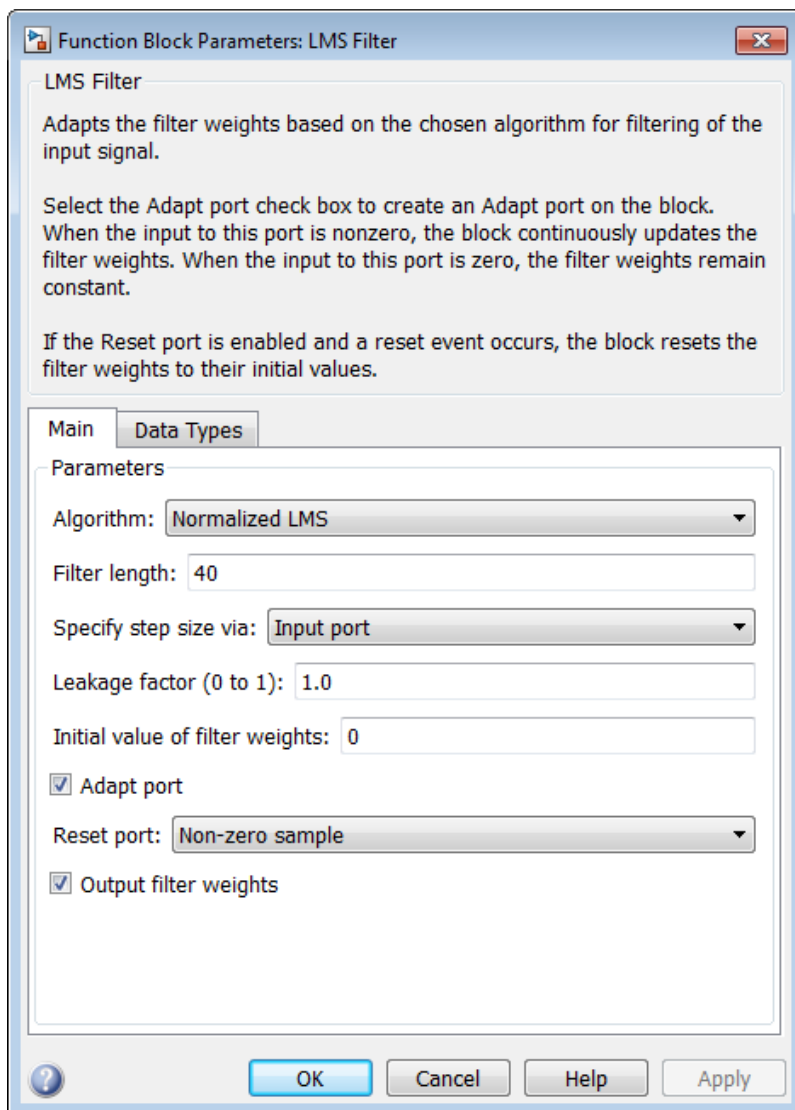 Function Block Parameters: LMS Filter
LMS Filter
Adapts the filter weights based on the chosen algorithm for filtering of the
input signal.
Select the Adapt port check box to create an Adapt port on the block.
When the input to this port is nonzero, the block continuously updates the
filter weights. When the input to this port is zero, the filter weights remain
constant.
If the Reset port is enabled and a reset event occurs, the block resets the
filter weights to their initial values.
Main Data Types
Parameters
Algorithm: Normalized LMS
Filter length: 40
Specify step size via: Input port
Leakage factor (0 to 1): 1.0
Initial value of filter weights: 0
Adapt port
Reset port: Non-zero sample
Output filter weights
? OK Cancel Help Apply